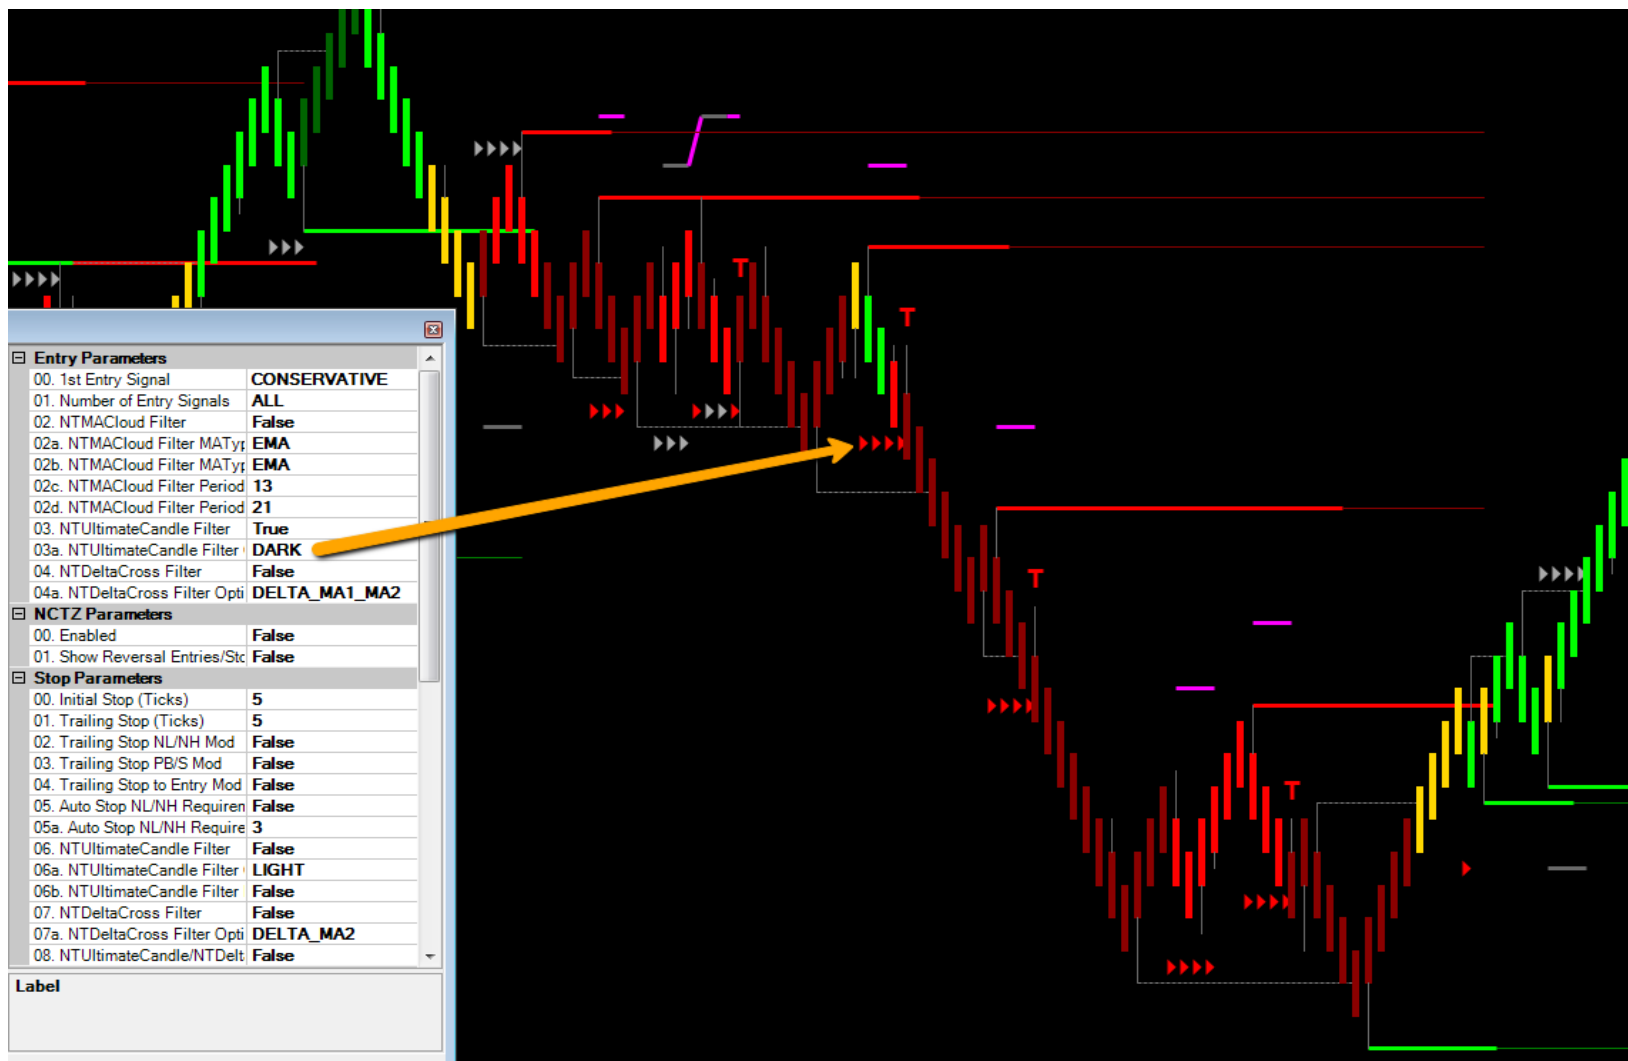 T
T
T
T
T
Entry Parameters
00. 1st Entry Signal CONSERVATIVE
01. Number of Entry Signals ALL
02. NTMACloud Filter False
02a. NTMACloud Filter MATyp EMA
02b. NTMACloud Filter MATyp EMA
02c. NTMACloud Filter Period 13
02d. NTMACloud Filter Period 21
03. NTUltimateCandle Filter True
03a. NTUltimateCandle Filter DARK
04. NTDeltaCross Filter False
04a. NTDeltaCross Filter Opti DELTA_MA1_MA2
NCTZ Parameters
00. Enabled False
01. Show Reversal Entries/Stc False
Stop Parameters
00. Initial Stop (Ticks) 5
01. Trailing Stop (Ticks) 5
02. Trailing Stop NL/NH Mod False
03. Trailing Stop PB/S Mod False
04. Trailing Stop to Entry Mod False
05. Auto Stop NL/NH Requiren False
05a. Auto Stop NL/NH Require 3
06. NTUltimateCandle Filter False
06a. NTUltimateCandle Filter LIGHT
06b. NTUltimateCandle Filter False
07. NTDeltaCross Filter False
07a. NTDeltaCross Filter Opti DELTA_MA2
08. NTUltimateCandle/NTDelt False
Label